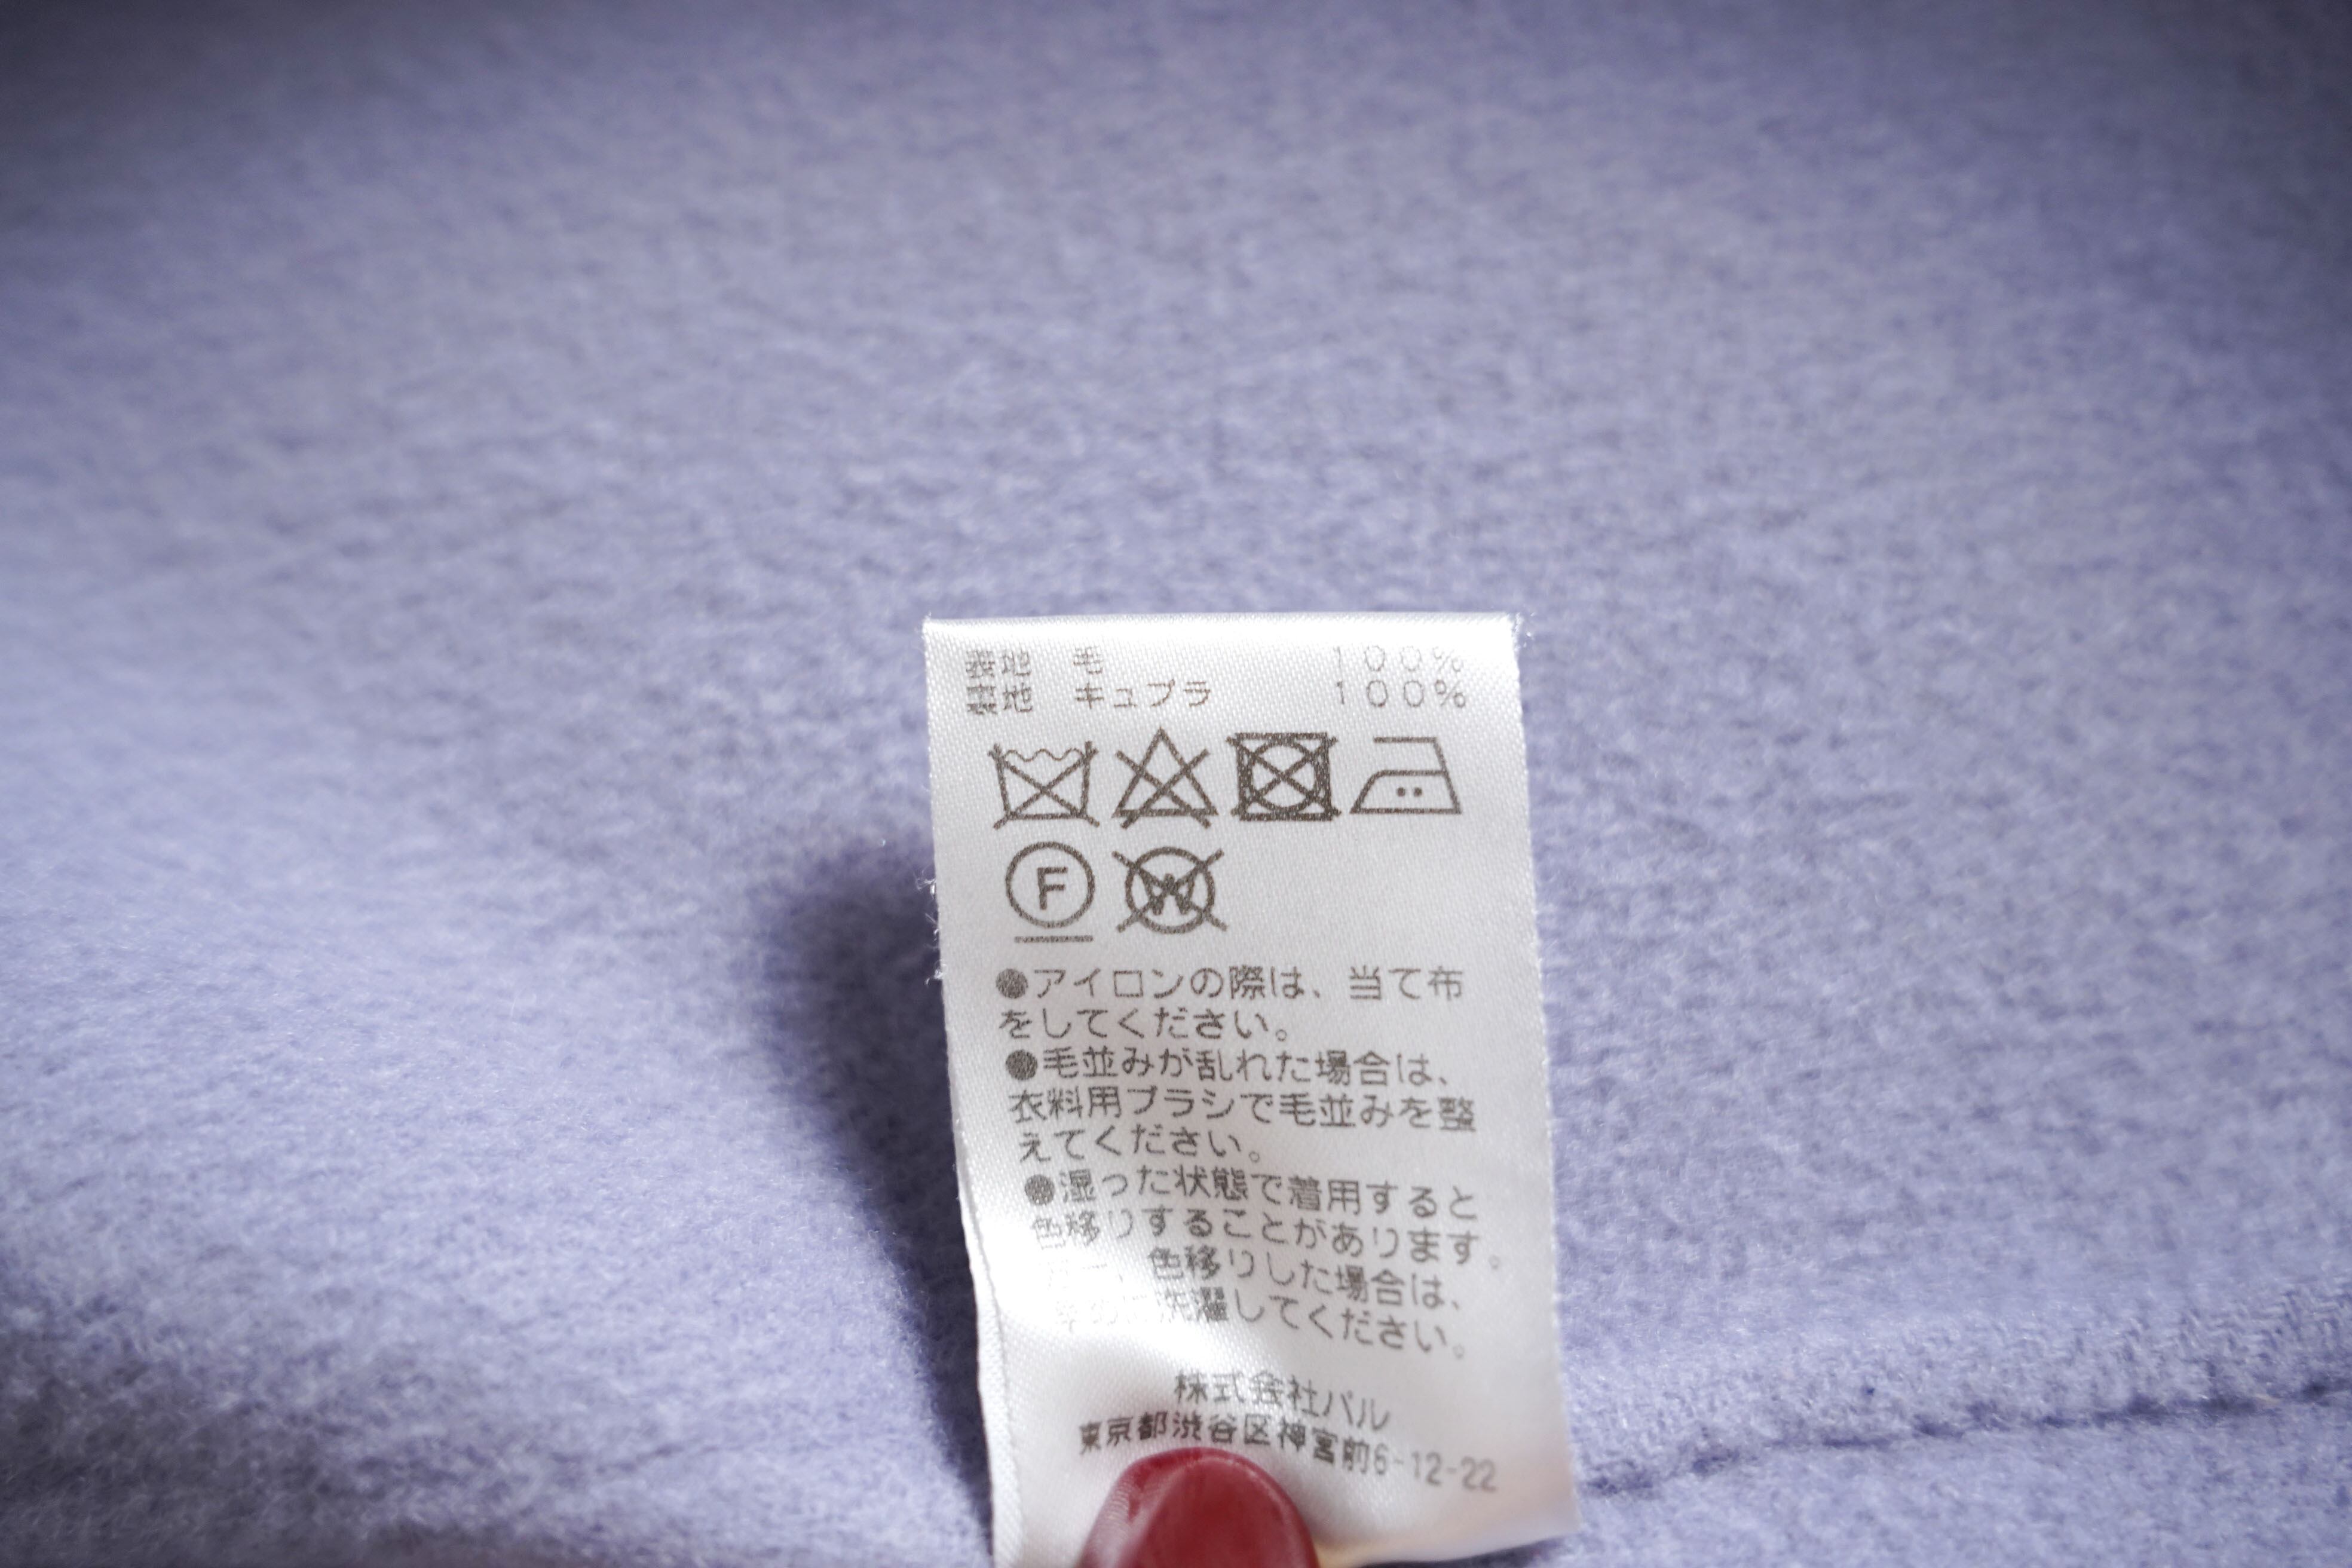 表地 毛 100%
裏地 キュプラ 100%
F
W
●アイロンの際は、当て布
をしてください。
●毛並みが乱れた場合は、
衣料用ブラシで毛並みを整
えてください。
●湿った状態で着用すると
色移りすることがあります。
色移りした場合は、
洗濯してください。
株式会社パル
東京都渋谷区神宮前6-12-22